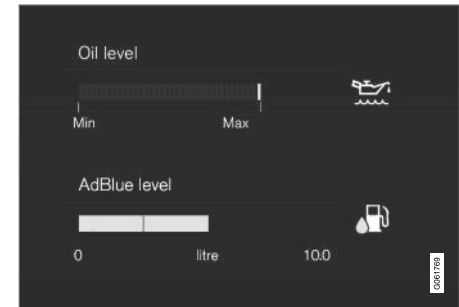 Oil level
Min Max
AdBlue level
0 litre 10.0
G061769